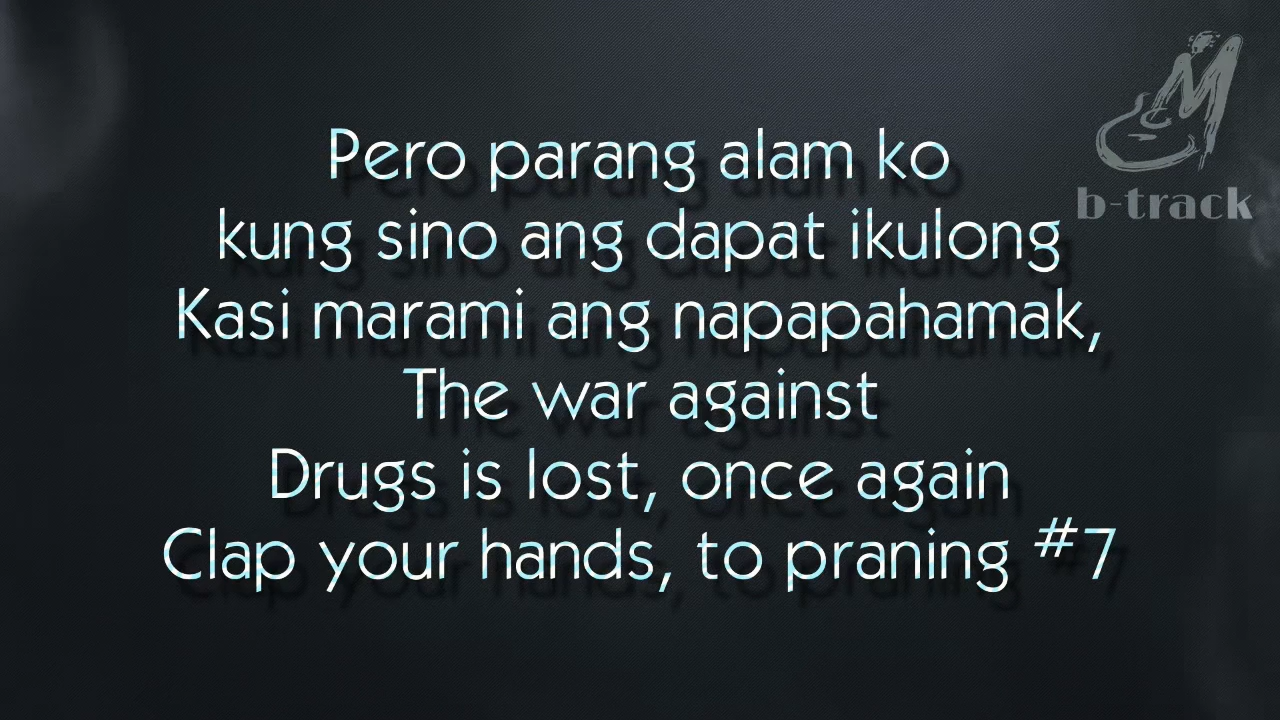 Pero parang alam ko
kung sino ang dapat ikulong
Kasi marami ang napapahamak,
The war against
Drugs is lost, once again
Clap your hands, to praning #7
M
b-track